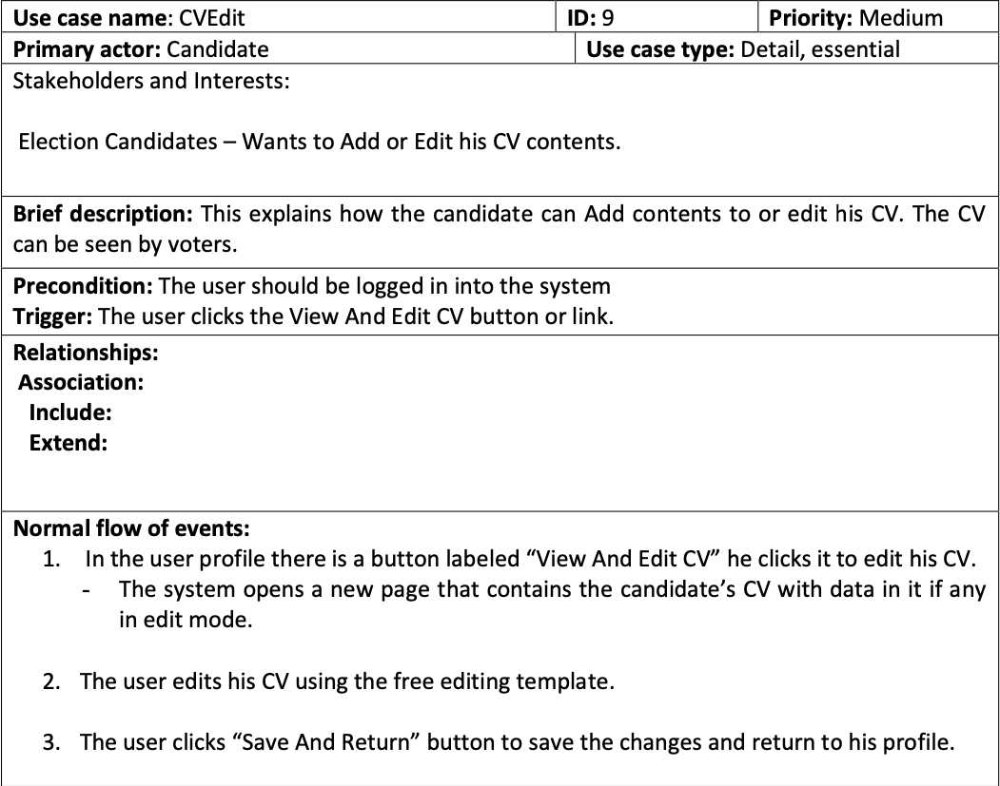 Use case name: CVEdit ID: 9 Priority: Medium
Primary actor: Candidate Use case type: Detail, essential
Stakeholders and Interests:
Election Candidates – Wants to Add or Edit his CV contents.
Brief description: This explains how the candidate can Add contents to or edit his CV. The CV
can be seen by voters.
Precondition: The user should be logged in into the system
Trigger: The user clicks the View And Edit CV button or link.
Relationships:
Association:
Include:
Extend:
Normal flow of events:
1. In the user profile there is a button labeled “View And Edit CV” he clicks it to edit his CV.
- The system opens a new page that contains the candidate’s CV with data in it if any
in edit mode.
2. The user edits his CV using the free editing template.
3. The user clicks “Save And Return” button to save the changes and return to his profile.